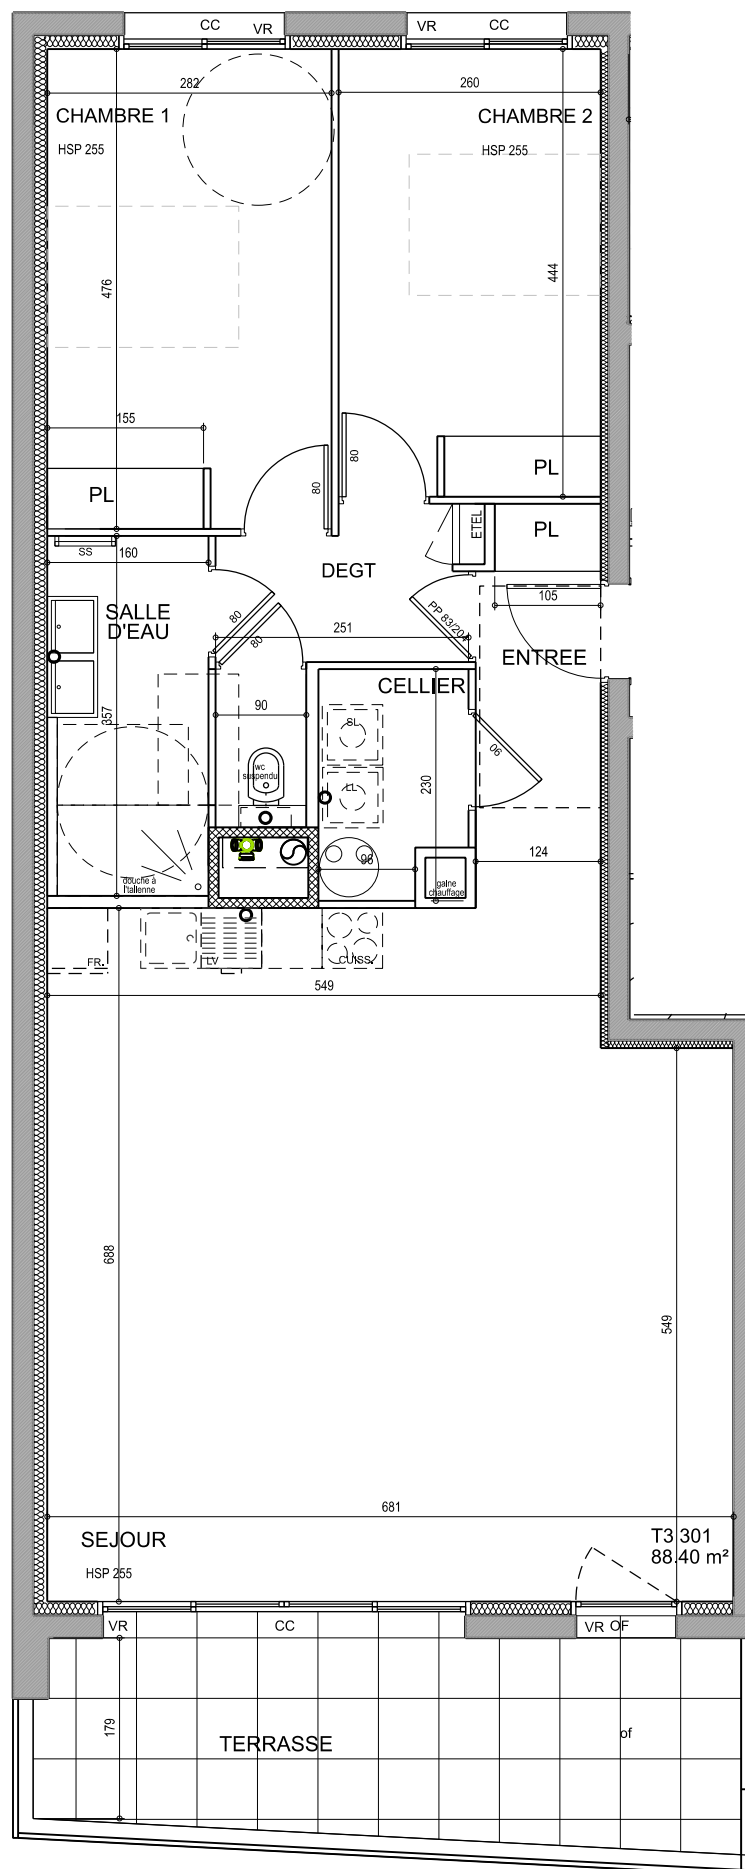 CC
VR
VR
CC
282
260
CHAMBRE 1
CHAMBRE 2
HSP 255
HSP 255
476
444
155
80
80
PL
PL
PL
ETEL
SS
160
DEGT
105
SALLE
D'EAU
80
80
251
PP 83/204
ENTREE
CELLIER
357
90
SL
90
wc
suspendu
LL
230
96
124
douche à
l'italienne
gaine
chauffage
FR.
LV
CUISS.
549
688
549
681
SEJOUR
HSP 255
T3 301
88.40 m²
VR
CC
VR OF
179
TERRASSE
of